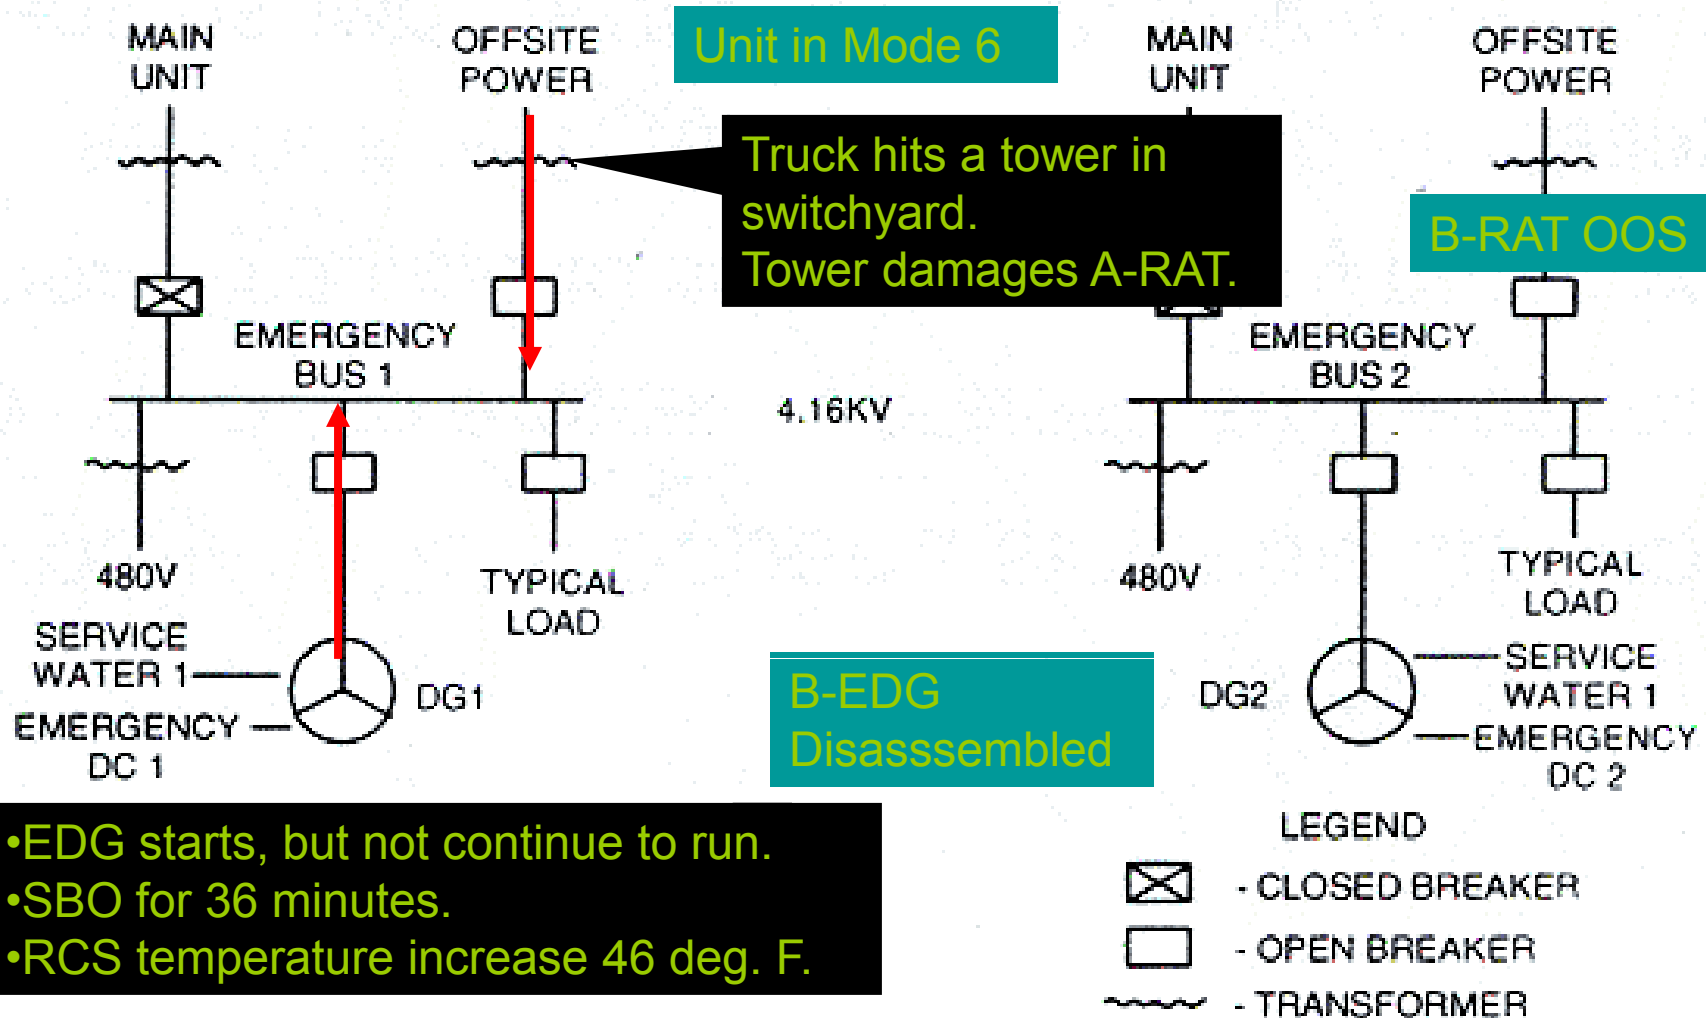 MAIN
UNIT
OFFSITE
POWER
Unit in Mode 6
MAIN
UNIT
OFFSITE
POWER
Truck hits a tower in
switchyard.
Tower damages A-RAT.
B-RAT OOS
EMERGENCY
BUS 1
EMERGENCY
BUS 2
4.16KV
480V
TYPICAL
LOAD
480V
TYPICAL
LOAD
SERVICE
WATER 1
EMERGENCY
DC 1
DG1
B-EDG
Disasssembled
DG2
SERVICE
WATER 1
EMERGENCY
DC 2
•EDG starts, but not continue to run.
•SBO for 36 minutes.
•RCS temperature increase 46 deg. F.
LEGEND
- CLOSED BREAKER
- OPEN BREAKER
- TRANSFORMER